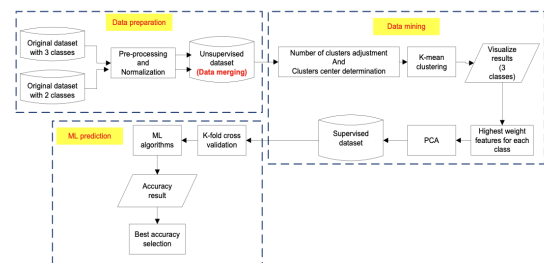 Data preparation
Original dataset
with 3 classes
Original dataset
with 2 classes
Pre-processing
and
Normalization
Unsupervised
dataset
(Data merging)
Data mining
Number of clusters adjustment
And
Clusters center determination
K-mean
clustering
Visualize
results
(3
classes)
Highest weight
features for each
class
PCA
Supervised
dataset
ML prediction
K-fold cross
validation
ML
algorithms
Accuracy
result
Best accuracy
selection